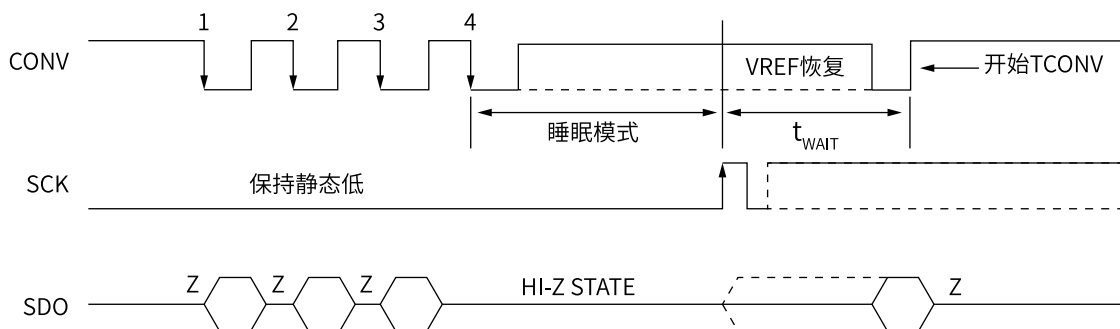 1 2 3 4
CONV VREF恢复 开始TCONV
睡眠模式 tWAIT
SCK 保持静态低
Z Z Z HI-Z STATE Z
SDO